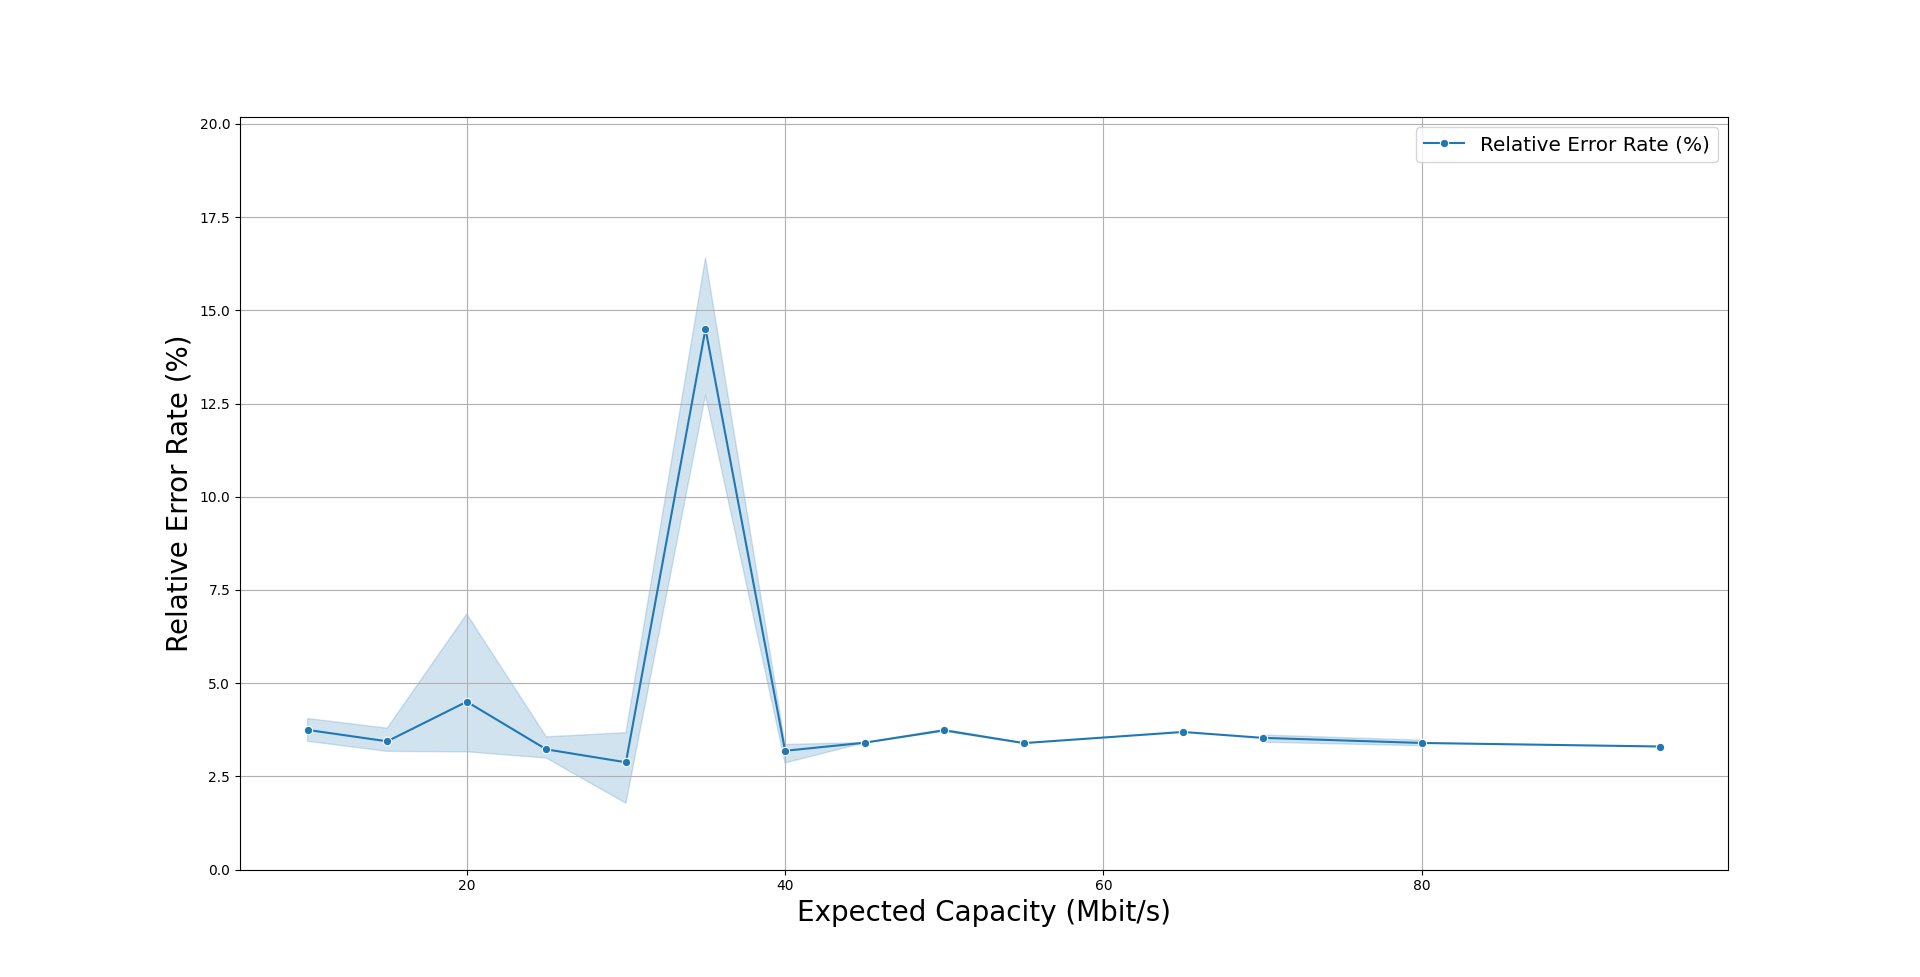 Relative Error Rate (%)
20.0
17.5
15.0
12.5
10.0
7.5
5.0
2.5
0.0
Relative Error Rate (%)
20 40 60 80
Expected Capacity (Mbit/s)